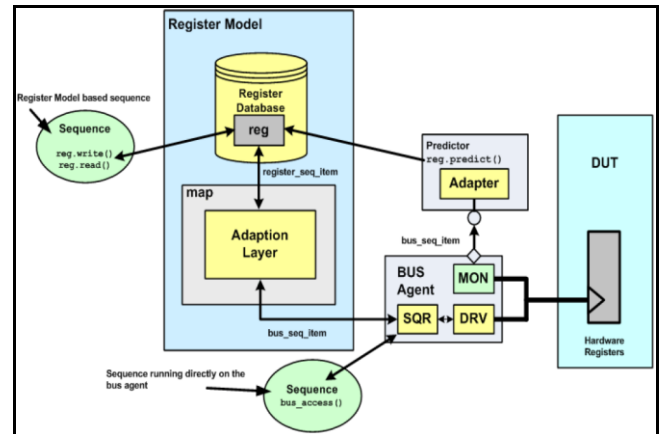 Register Model
Register Model based sequence
Sequence
reg.write()
reg.read()
Register
Database
reg
register_seq_item
map
Adaption
Layer
bus_seq_item
Predictor
reg.predict()
Adapter
bus_seq_item
BUS
Agent
MON
SQR
DRV
DUT
Hardware
Registers
Sequence running directly on the
bus agent
Sequence
bus_access()